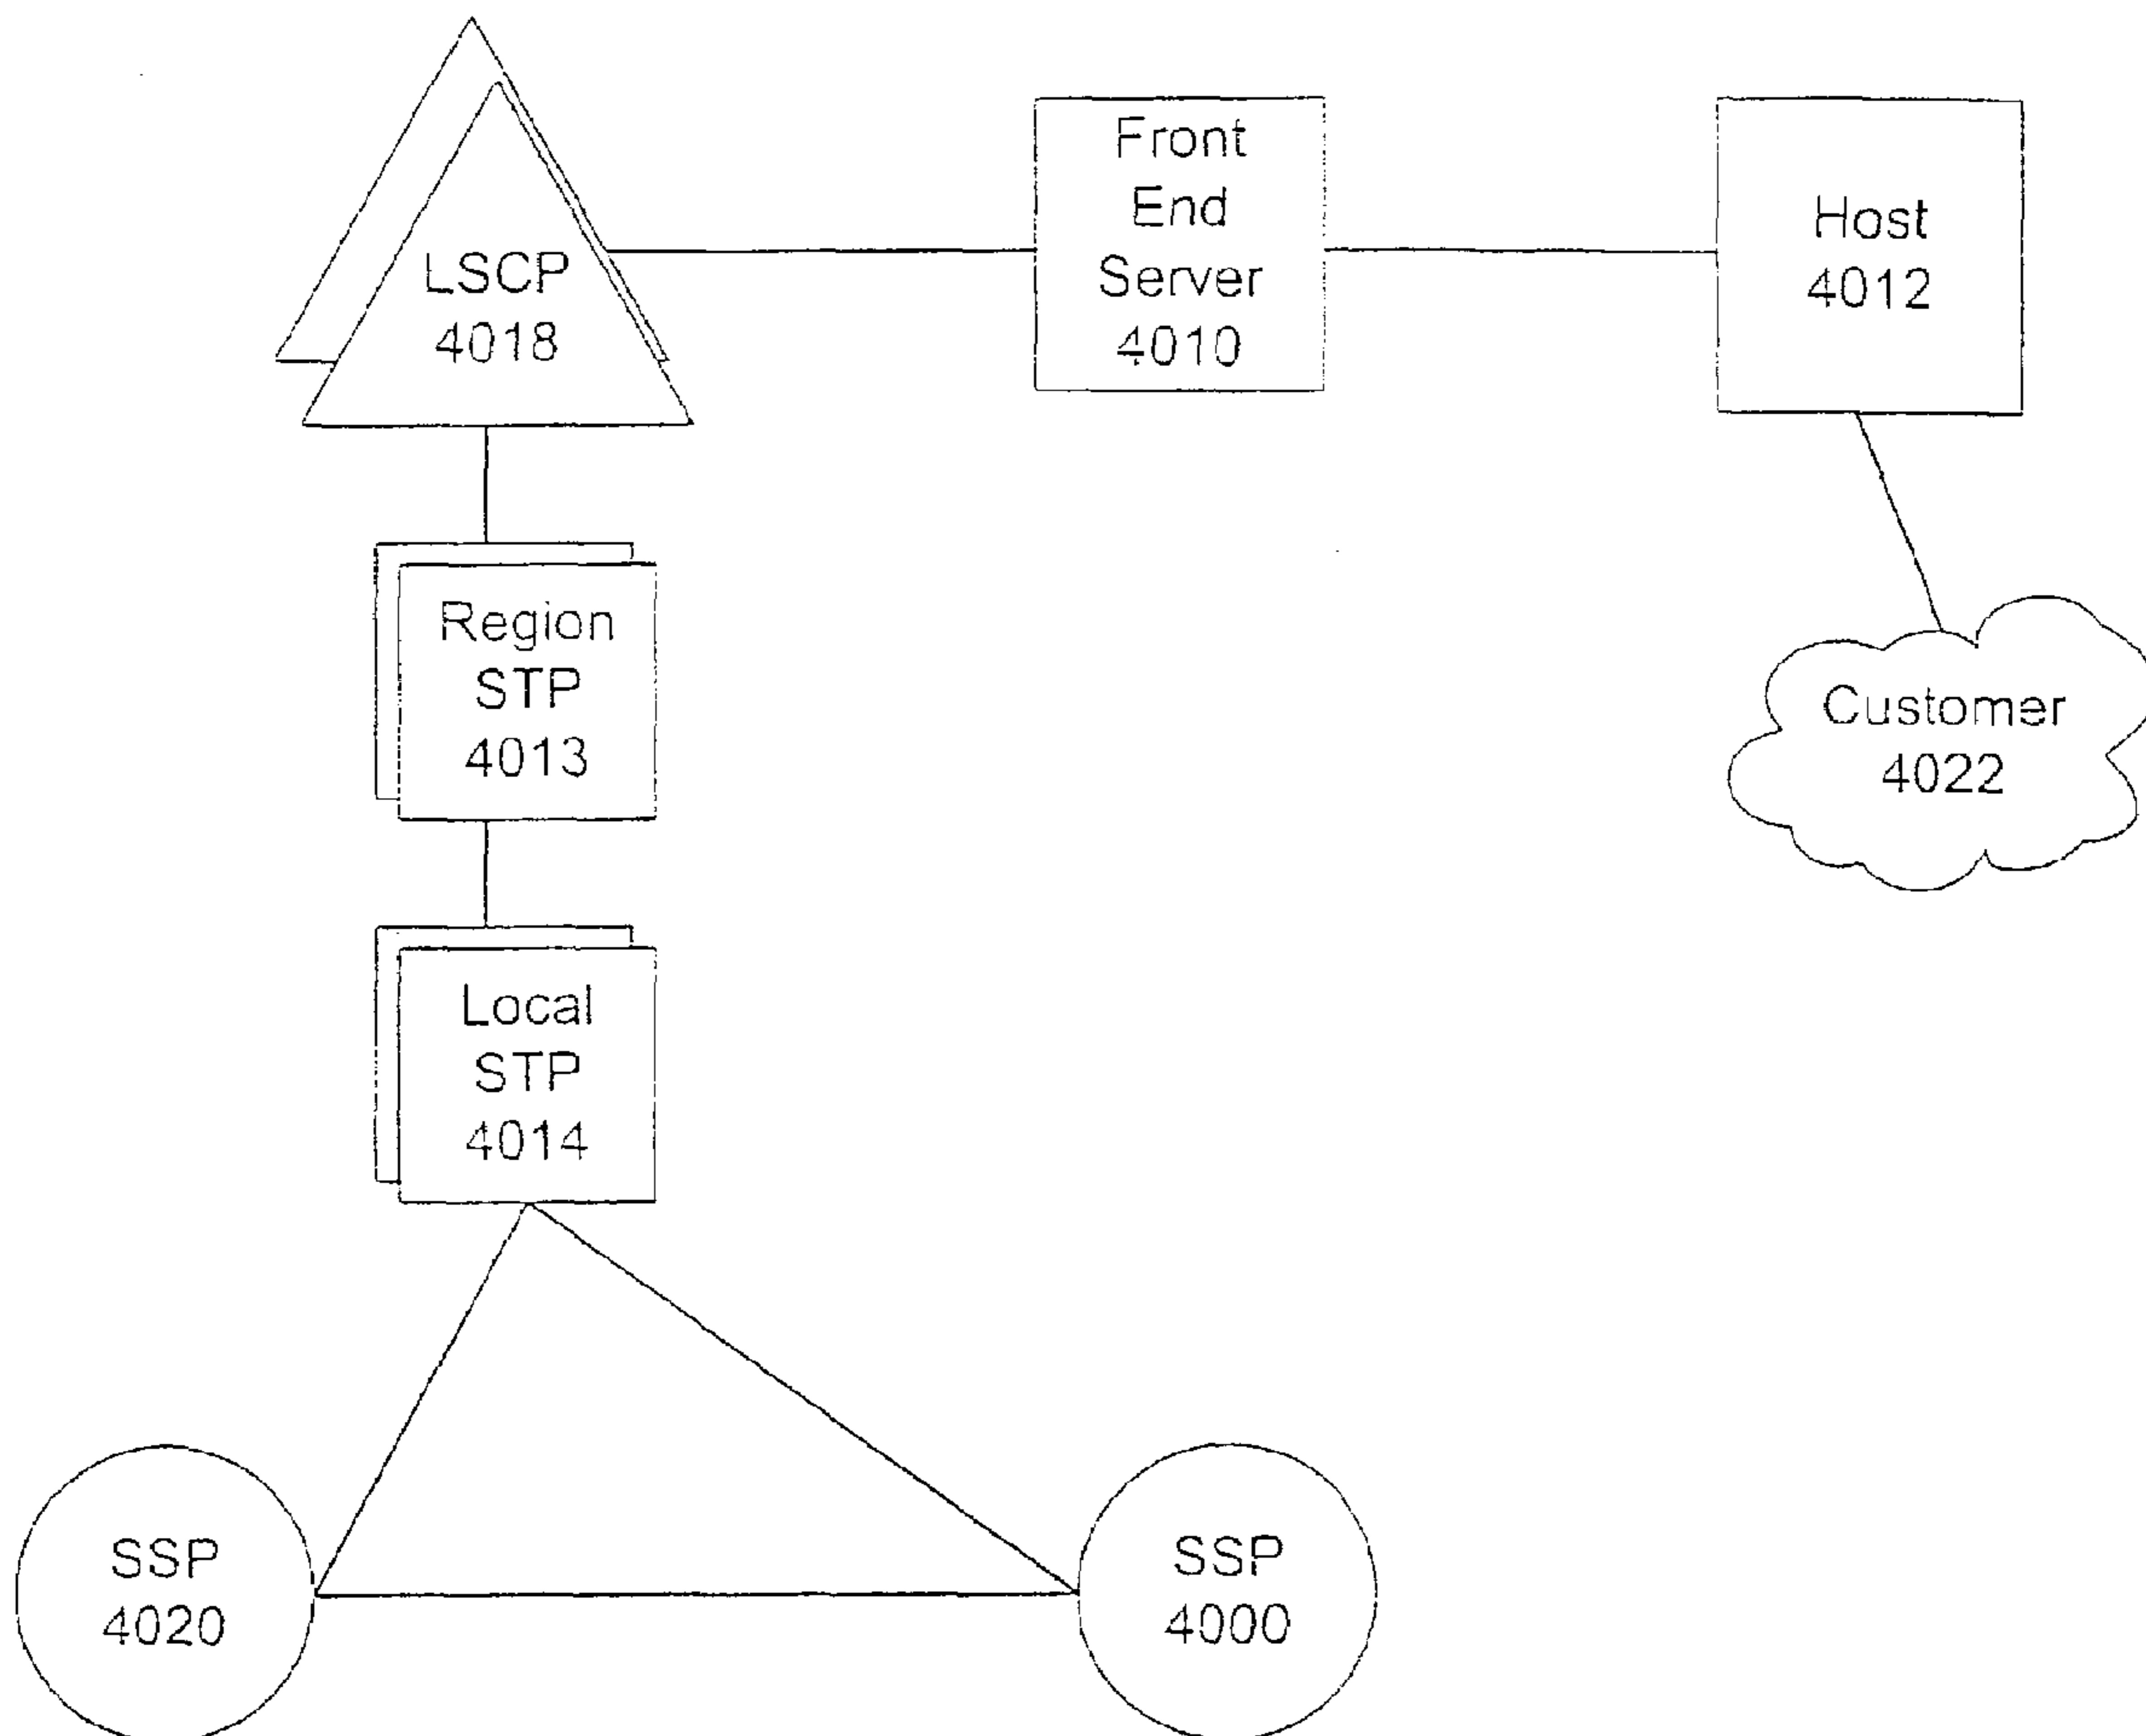 LSCP
4018
Front
End
Server
4010
Host
4012
Region
STP
4013
Customer
4022
Local
STP
4014
SSP
4020
SSP
4000